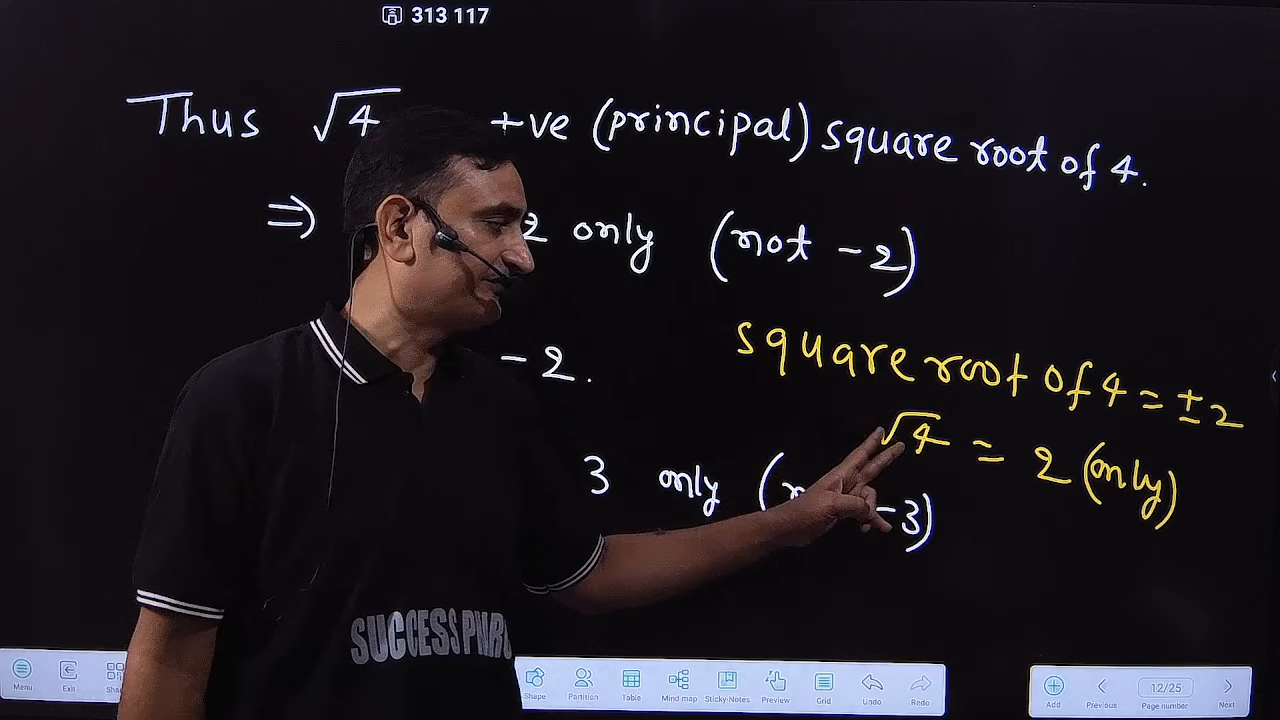 313 117
Thus √4 +ve (principal) square root of 4.
⇒ 2 only (not -2)
-2.
square root of 4 = ±2
√4 = 2 (only)
3 only ( -3)
SUCCESS
Menu Exit Shape Partition Table Mind map Sticky-Notes Preview Grid Undo Redo Add Previous 12/25 Page number Next